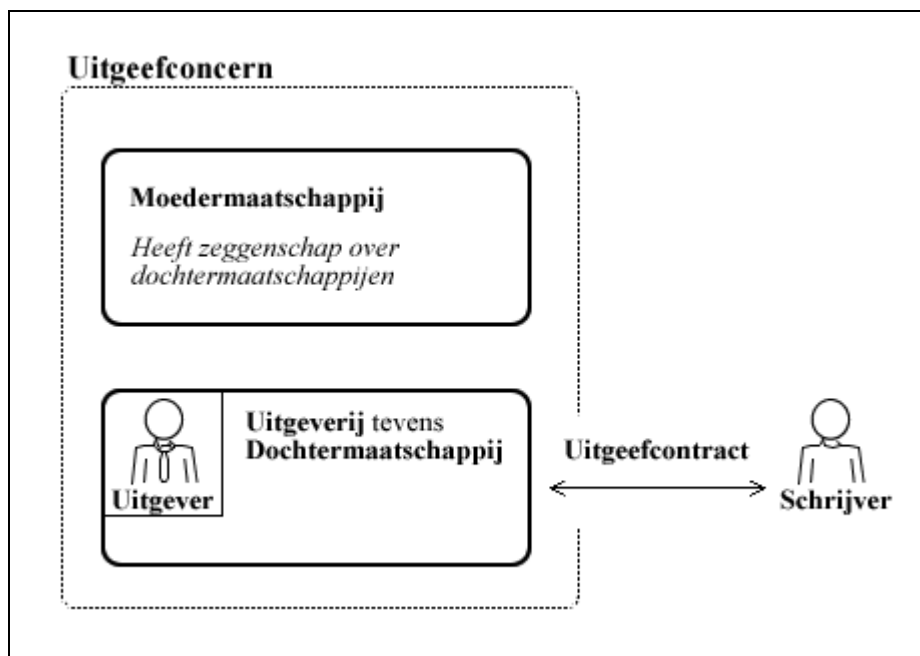 Uitgeefconcern
Moedermaatschappij
Heeft zeggenschap over
dochtermaatschappijen
Uitgeverij tevens
Dochtermaatschappij
Uitgever
Uitgeefcontract
Schrijver